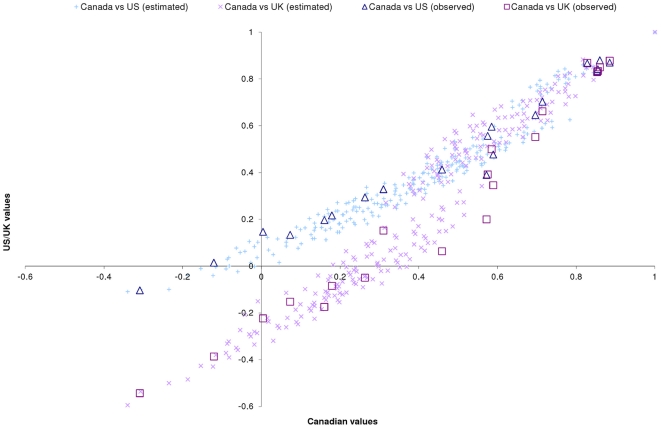 Canada vs US (estimated) Canada vs UK (estimated) Canada vs US (observed) Canada vs UK (observed)
1
0.8
0.6
0.4
0.2
0
-0.6 -0.4 -0.2 0 0.2 0.4 0.6 0.8 1
-0.2
-0.4
-0.6
US/UK values
Canadian values